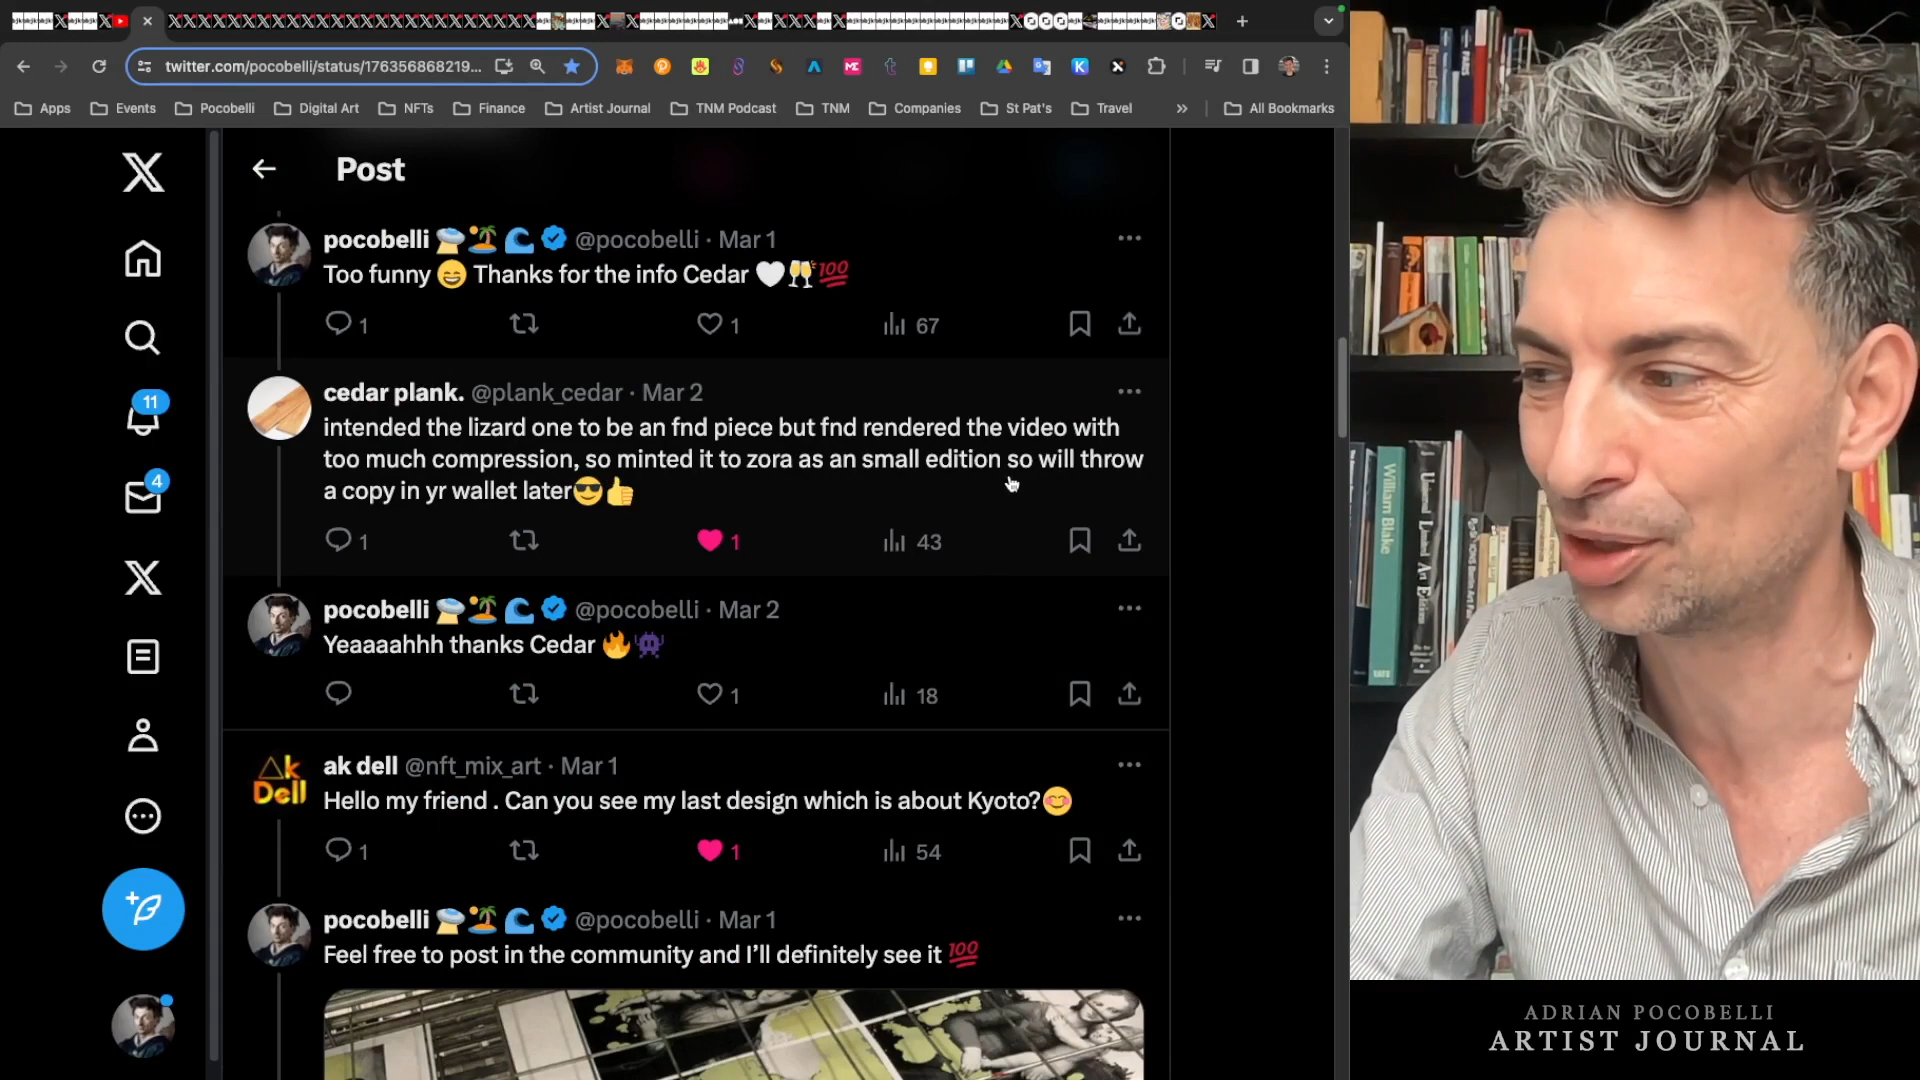 twitter.com/pocobelli/status/176356868219...
Apps Events Pocobelli Digital Art NFTs Finance Artist Journal TNM Podcast TNM Companies St Pat's Travel » All Bookmarks
Post
pocobelli @pocobelli · Mar 1
Too funny 😄 Thanks for the info Cedar 🤍🥂💯
1 1 67
cedar plank. @plank_cedar · Mar 2
intended the lizard one to be an fnd piece but fnd rendered the video with
too much compression, so minted it to zora as an small edition so will throw
a copy in yr wallet later😎👍
1 1 43
pocobelli @pocobelli · Mar 2
Yeaaaahhh thanks Cedar 🔥👾
1 18
ak dell @nft_mix_art · Mar 1
Hello my friend . Can you see my last design which is about Kyoto?😊
1 1 54
pocobelli @pocobelli · Mar 1
Feel free to post in the community and I'll definitely see it 💯
11
4
Ak
Dell
William Blake
TATE
ADRIAN POCOBELLI
ARTIST JOURNAL